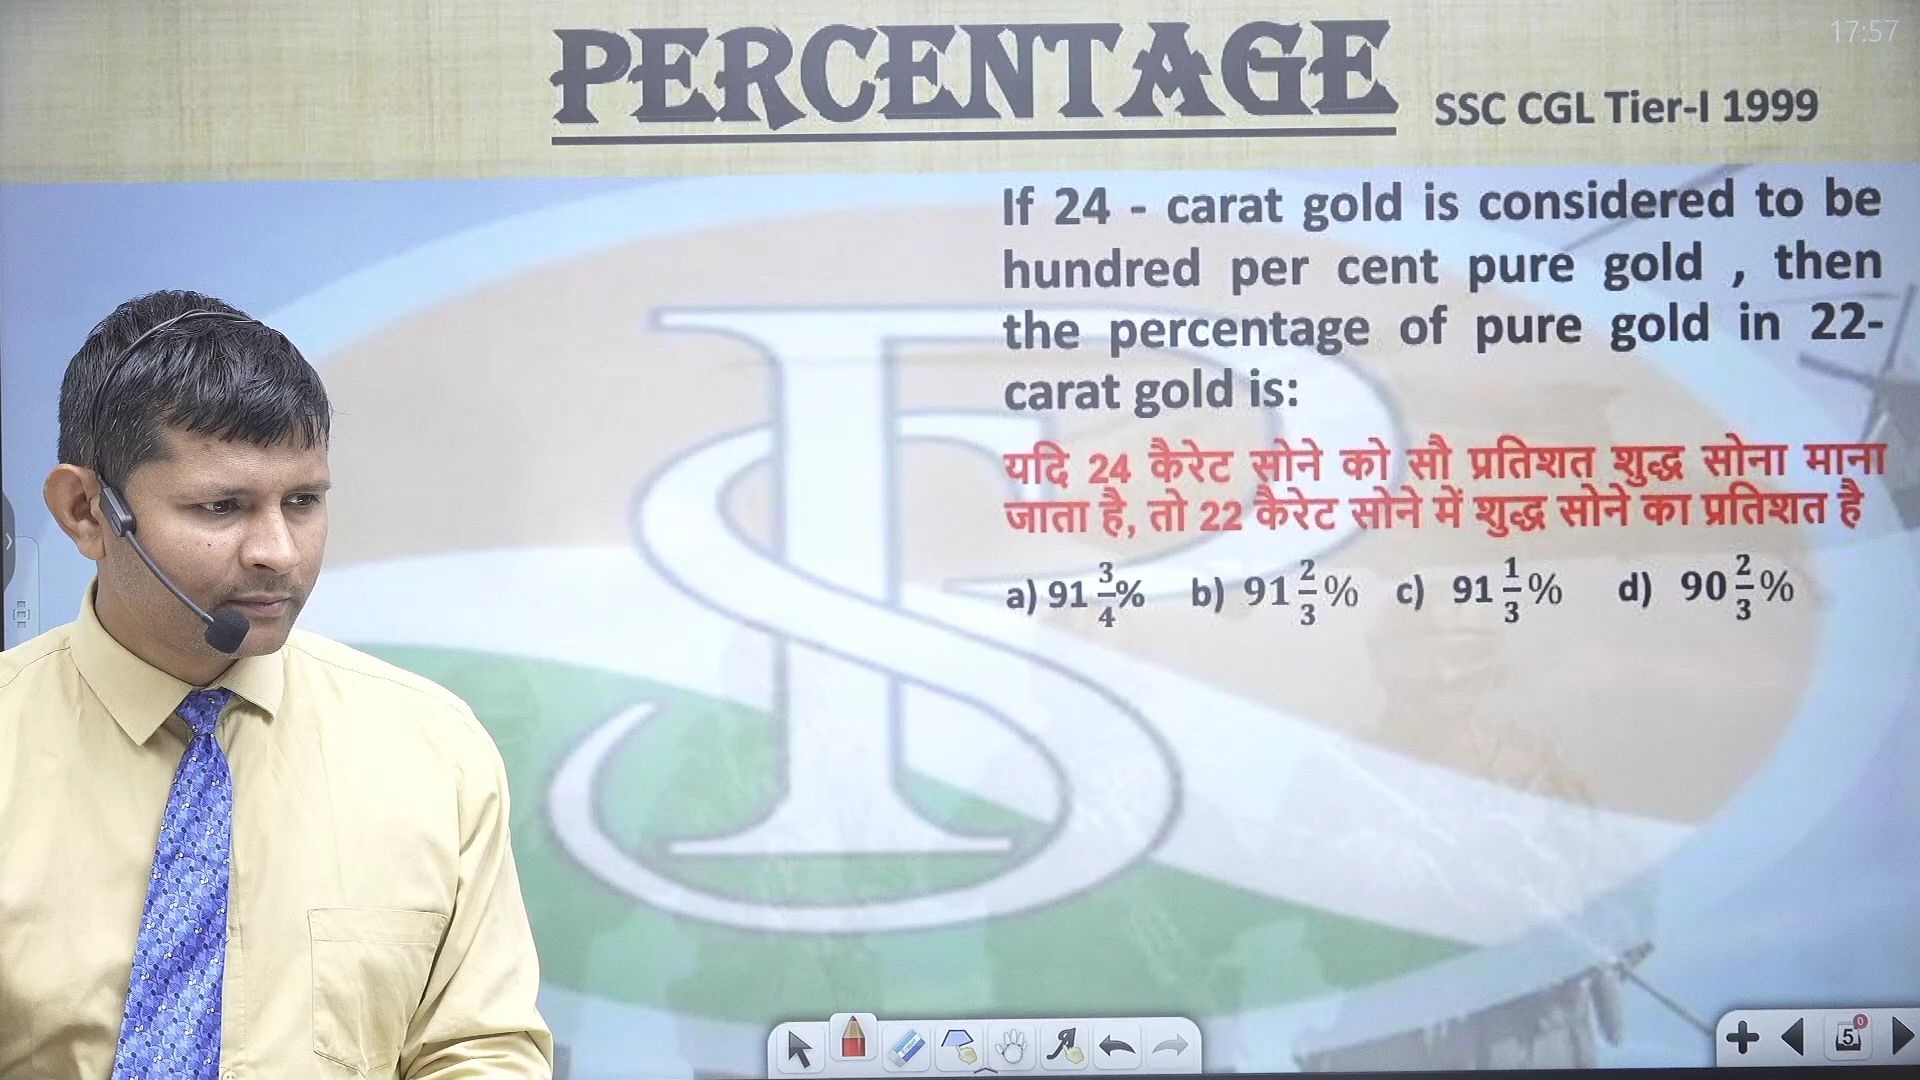 17:57
PERCENTAGE
SSC CGL Tier-I 1999
If 24 - carat gold is considered to be
hundred per cent pure gold , then
the percentage of pure gold in 22-
carat gold is:
यदि 24 कैरेट सोने को सौ प्रतिशत शुद्ध सोना माना
जाता है, तो 22 कैरेट सोने में शुद्ध सोने का प्रतिशत है
a) 91 3/4% b) 91 2/3% c) 91 1/3% d) 90 2/3%
5 0